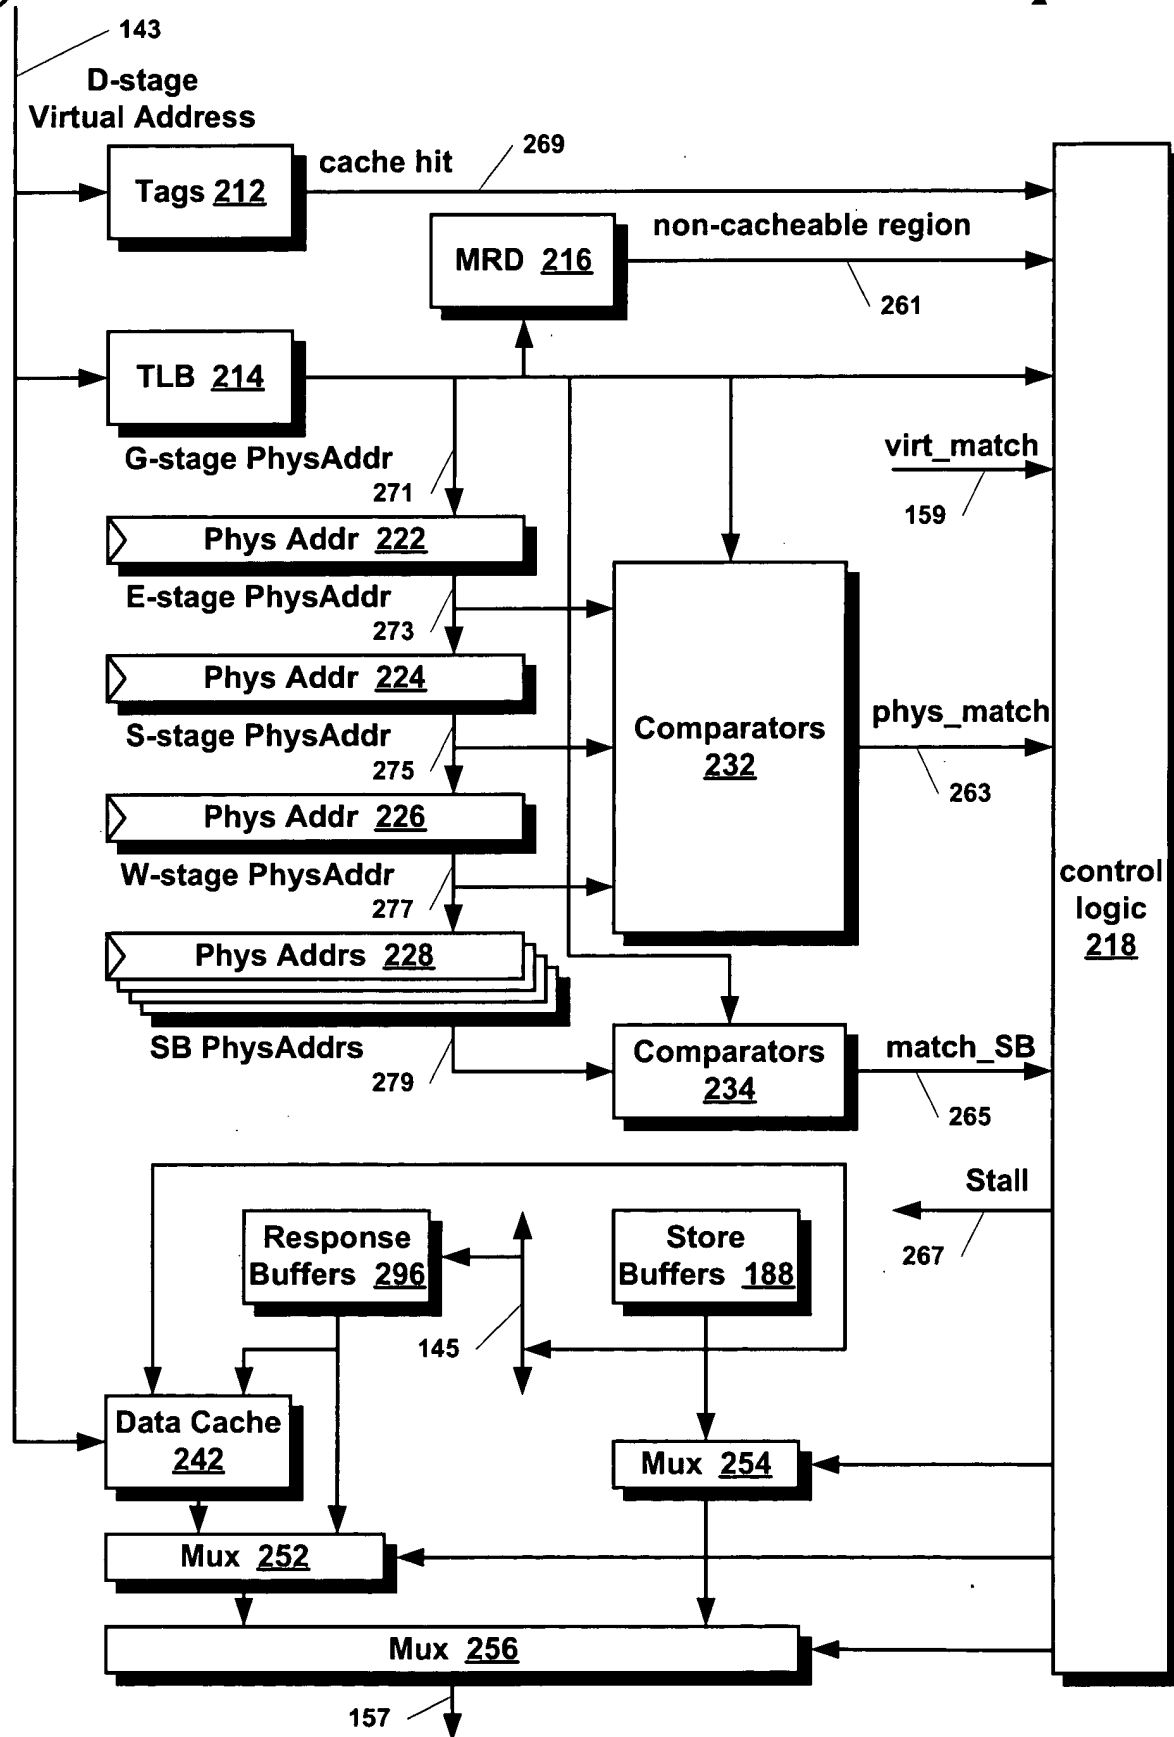 143
D-stage
Virtual Address
Tags 212
cache hit
269
MRD 216
non-cacheable region
261
TLB 214
G-stage PhysAddr
271
virt_match
159
Phys Addr 222
E-stage PhysAddr
273
Phys Addr 224
S-stage PhysAddr
275
Comparators
232
phys_match
263
Phys Addr 226
W-stage PhysAddr
277
control
logic
218
Phys Addrs 228
SB PhysAddrs
279
Comparators
234
match_SB
265
Stall
267
Response
Buffers 296
145
Store
Buffers 188
Data Cache
242
Mux 254
Mux 252
Mux 256
157